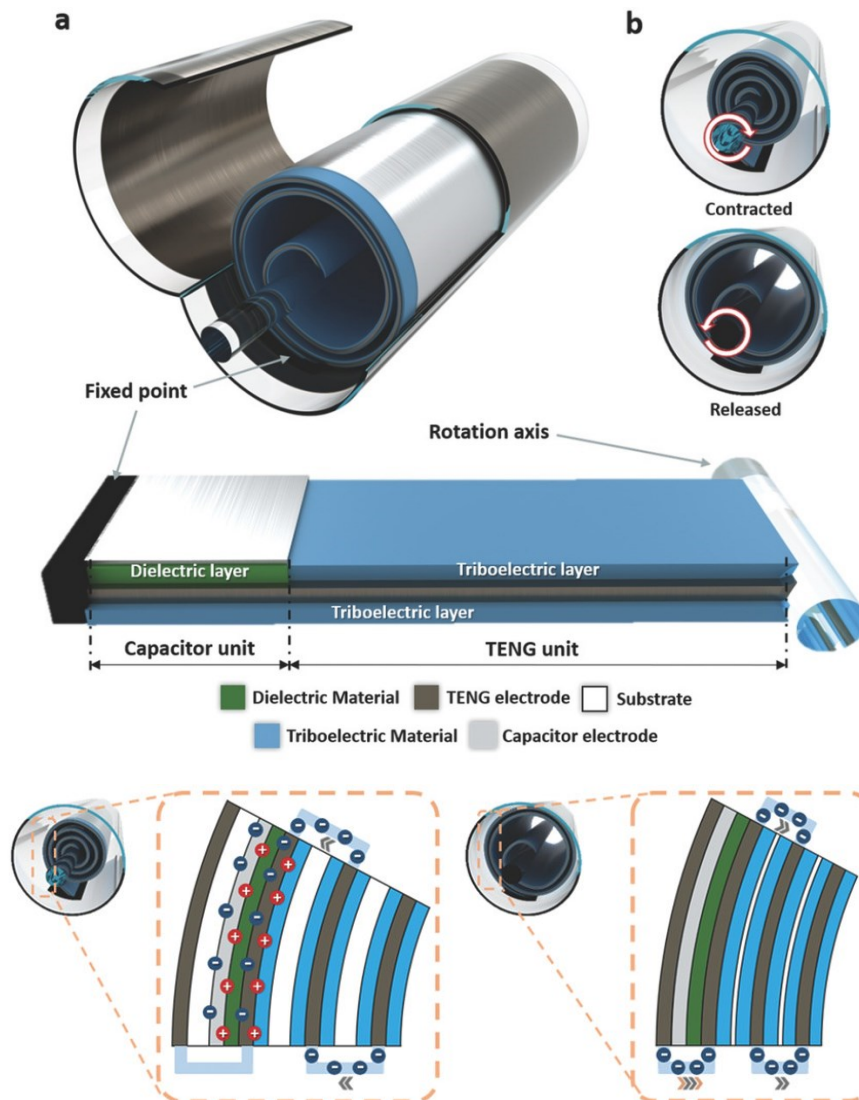 a
b
Contracted
Released
Fixed point
Rotation axis
Dielectric layer
Triboelectric layer
Triboelectric layer
Capacitor unit
TENG unit
Dielectric Material
TENG electrode
Substrate
Triboelectric Material
Capacitor electrode